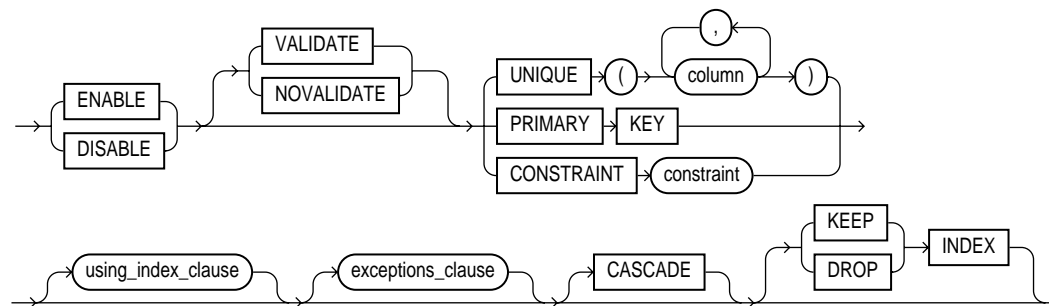 ,
VALIDATE
UNIQUE ( column )
ENABLE
NOVALIDATE
PRIMARY KEY
DISABLE
CONSTRAINT constraint
KEEP
using_index_clause exceptions_clause CASCADE INDEX
DROP